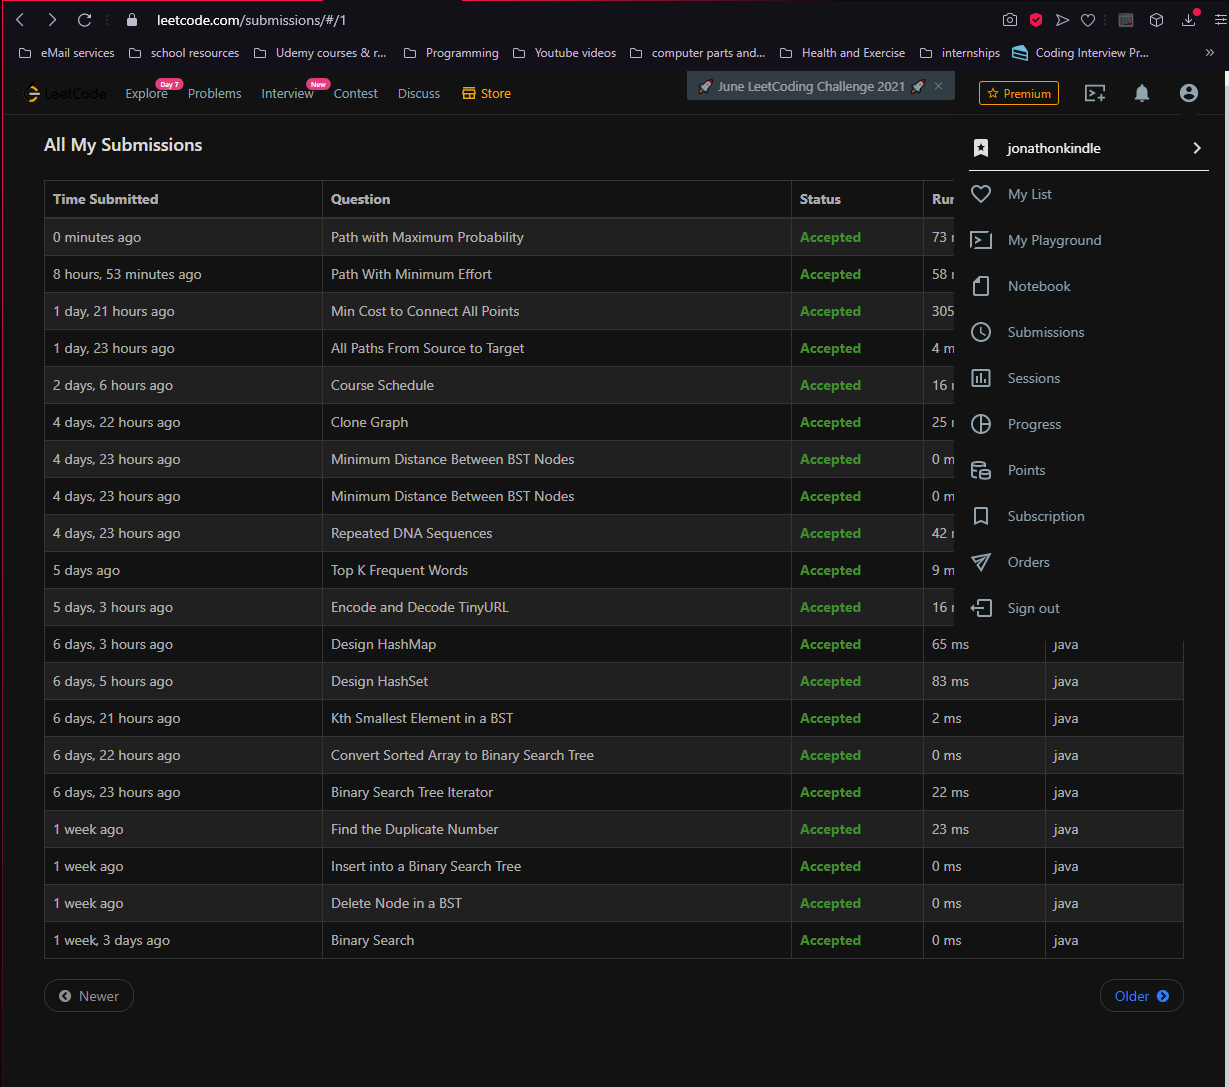 leetcode.com/submissions/#/1
eMail services school resources Udemy courses & r... Programming Youtube videos computer parts and... Health and Exercise internships Coding Interview Pr... »
LeetCode Explore Day 7 Problems Interview New Contest Discuss Store June LeetCoding Challenge 2021 Premium
All My Submissions
jonathonkindle
My List
My Playground
Notebook
Submissions
Sessions
Progress
Points
Subscription
Orders
Sign out
Time Submitted Question Status Rur
0 minutes ago Path with Maximum Probability Accepted 73
8 hours, 53 minutes ago Path With Minimum Effort Accepted 58
1 day, 21 hours ago Min Cost to Connect All Points Accepted 305
1 day, 23 hours ago All Paths From Source to Target Accepted 4 m
2 days, 6 hours ago Course Schedule Accepted 16
4 days, 22 hours ago Clone Graph Accepted 25
4 days, 23 hours ago Minimum Distance Between BST Nodes Accepted 0 m
4 days, 23 hours ago Minimum Distance Between BST Nodes Accepted 0 m
4 days, 23 hours ago Repeated DNA Sequences Accepted 42
5 days ago Top K Frequent Words Accepted 9 m
5 days, 3 hours ago Encode and Decode TinyURL Accepted 16
6 days, 3 hours ago Design HashMap Accepted 65 ms java
6 days, 5 hours ago Design HashSet Accepted 83 ms java
6 days, 21 hours ago Kth Smallest Element in a BST Accepted 2 ms java
6 days, 22 hours ago Convert Sorted Array to Binary Search Tree Accepted 0 ms java
6 days, 23 hours ago Binary Search Tree Iterator Accepted 22 ms java
1 week ago Find the Duplicate Number Accepted 23 ms java
1 week ago Insert into a Binary Search Tree Accepted 0 ms java
1 week ago Delete Node in a BST Accepted 0 ms java
1 week, 3 days ago Binary Search Accepted 0 ms java
Newer Older